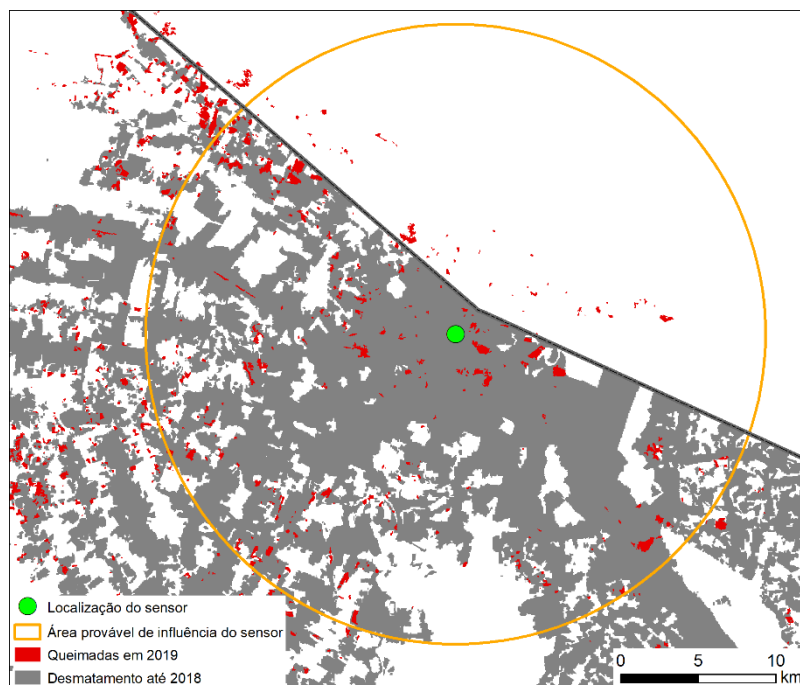 Localização do sensor
Área provável de influência do sensor
Queimadas em 2019
Desmatamento até 2018
0 5 10
km